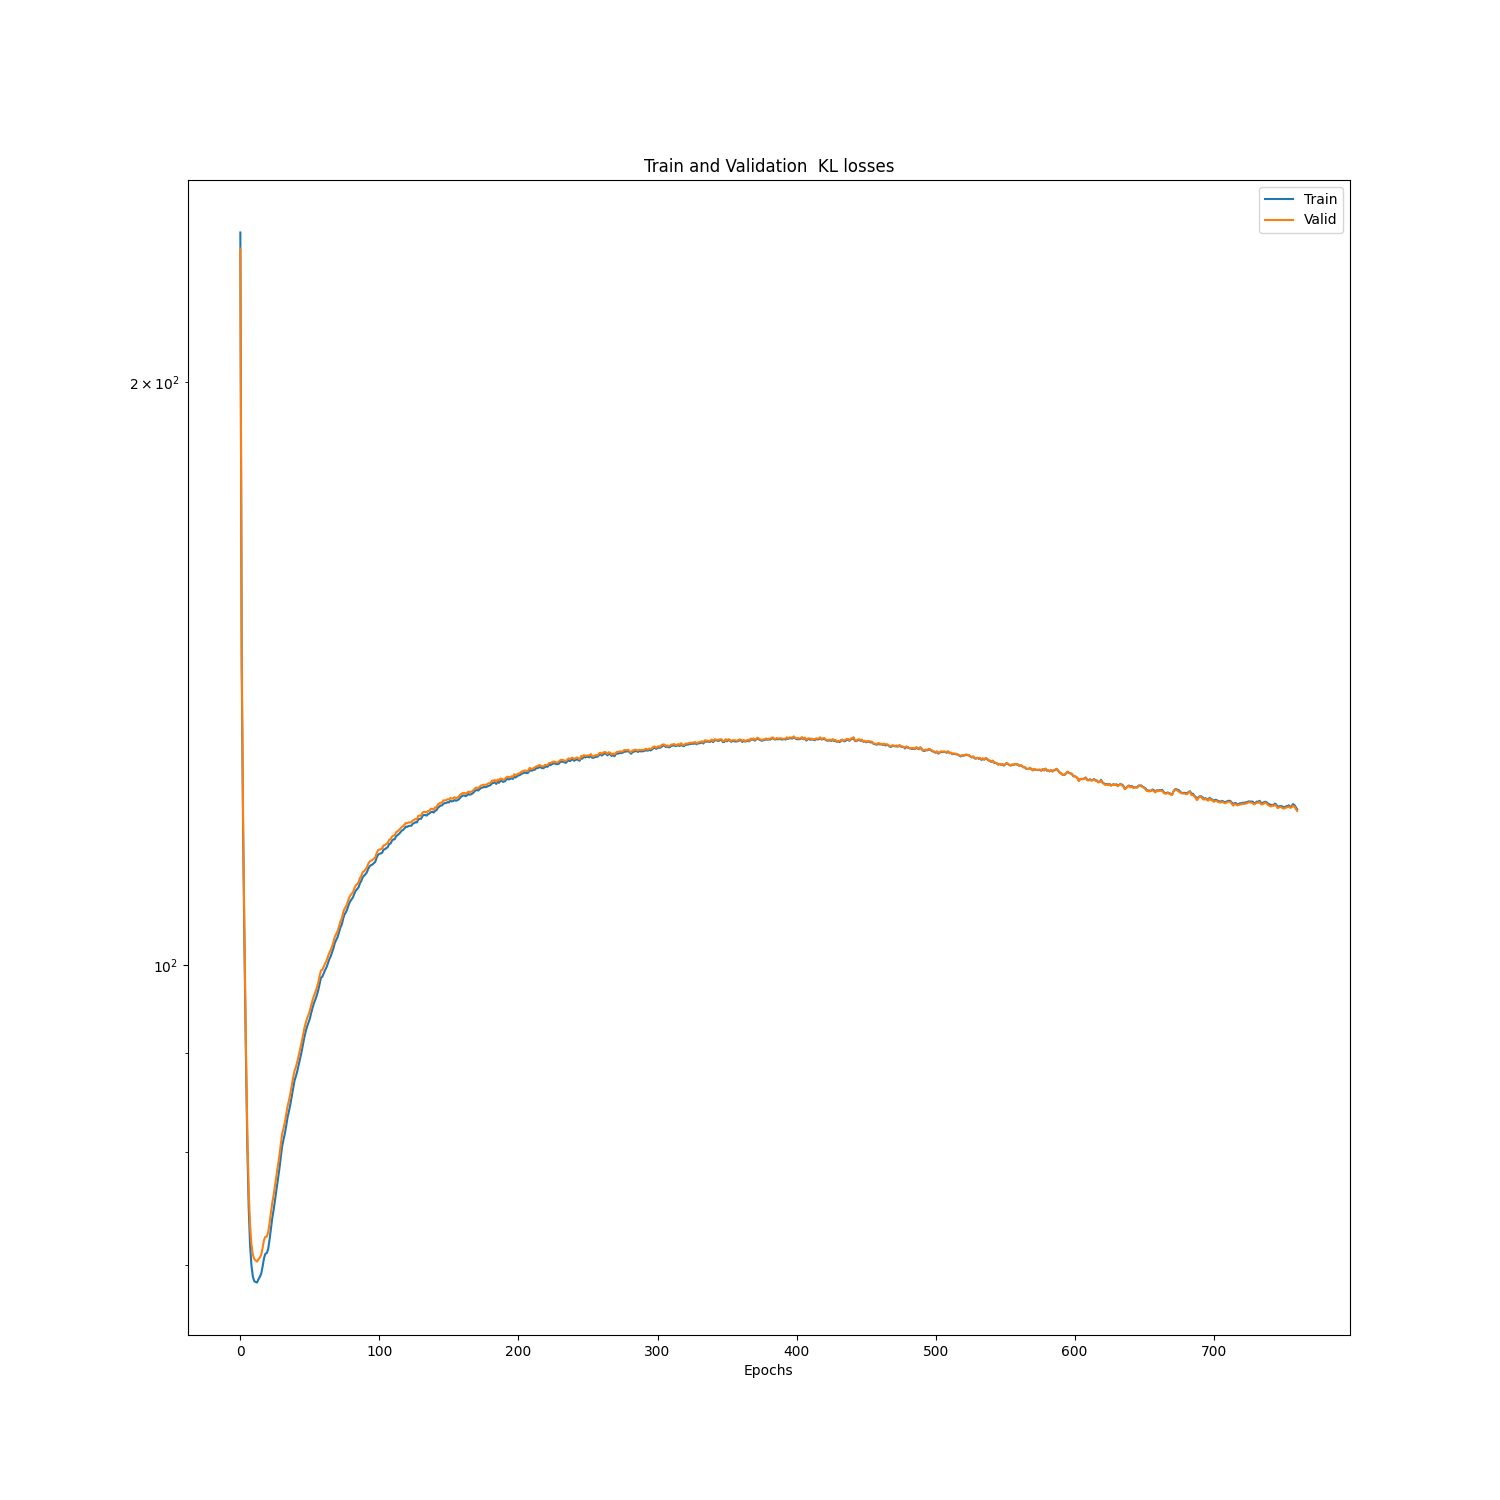 Train and Validation  KL losses
Train
Valid
2 × 10²
10²
0 100 200 300 400 500 600 700
Epochs